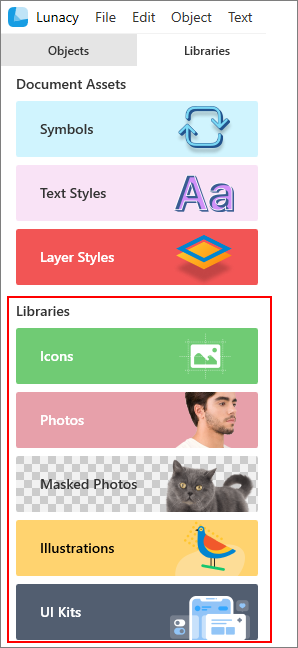 Lunacy File Edit Object Text
Objects Libraries
Document Assets
Symbols
Text Styles Aa
Layer Styles
Libraries
Icons
Photos
Masked Photos
Illustrations
UI Kits